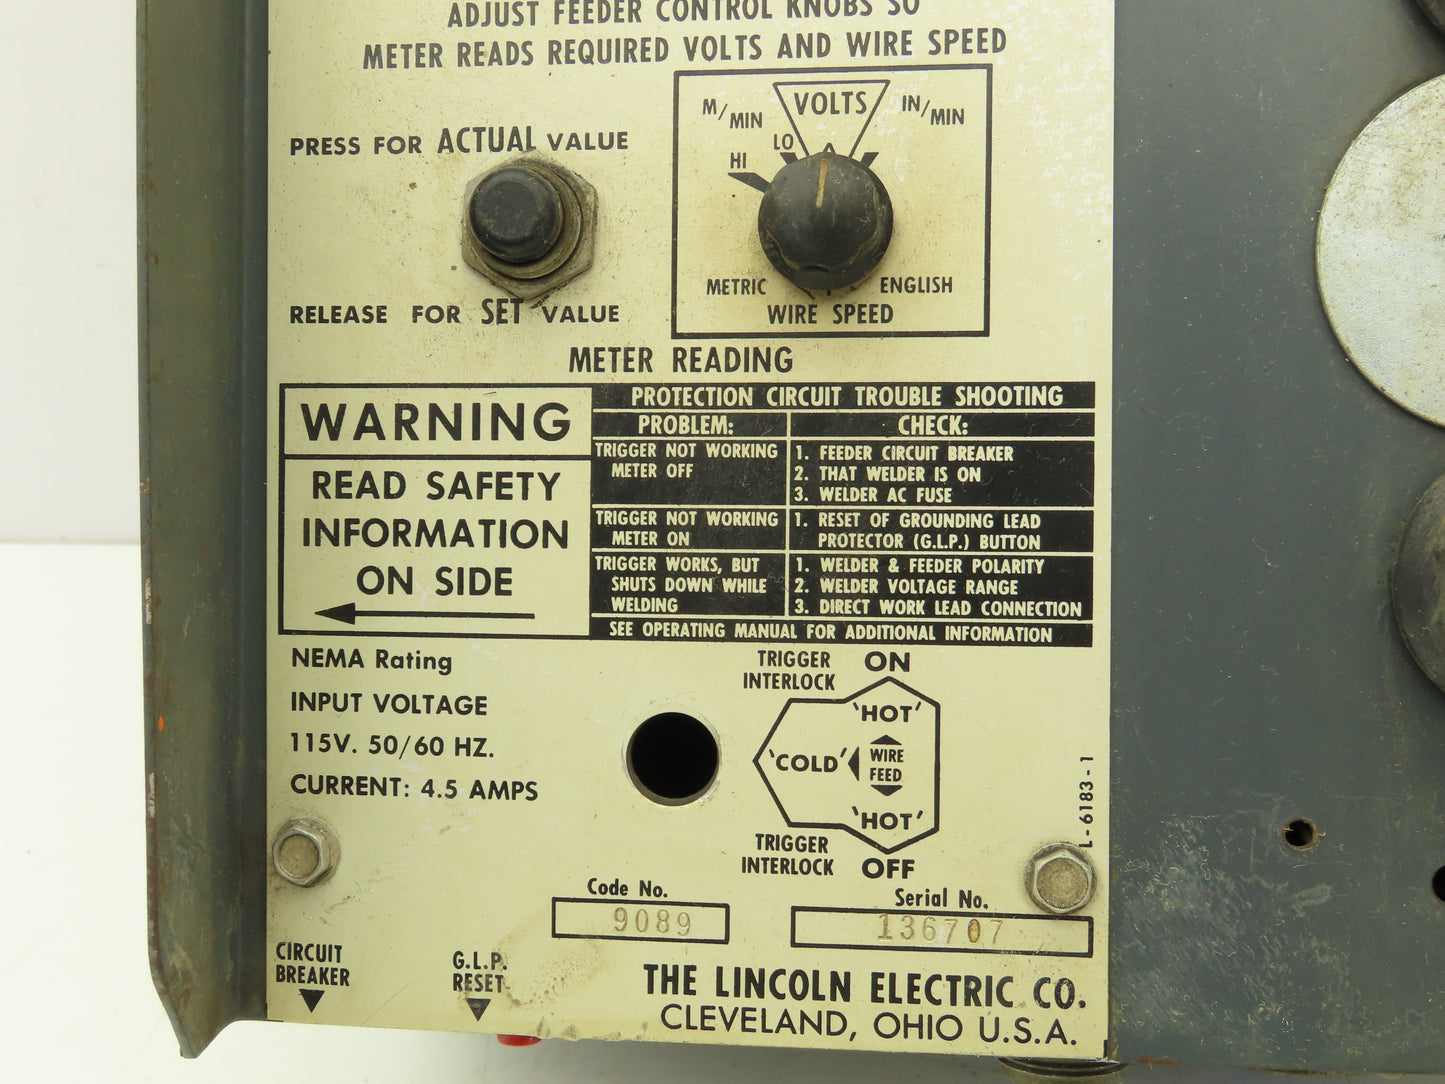 ADJUST FEEDER CONTROL KNOBS SO
METER READS REQUIRED VOLTS AND WIRE SPEED
PRESS FOR ACTUAL VALUE
RELEASE FOR SET VALUE
M/MIN
VOLTS
IN/MIN
LO
HI
METRIC
ENGLISH
WIRE SPEED
METER READING
WARNING
READ SAFETY
INFORMATION
ON SIDE
PROTECTION CIRCUIT TROUBLE SHOOTING
PROBLEM:
CHECK:
TRIGGER NOT WORKING
METER OFF
1. FEEDER CIRCUIT BREAKER
2. THAT WELDER IS ON
3. WELDER AC FUSE
TRIGGER NOT WORKING
METER ON
1. RESET OF GROUNDING LEAD
PROTECTOR (G.L.P.) BUTTON
TRIGGER WORKS, BUT
SHUTS DOWN WHILE
WELDING
1. WELDER & FEEDER POLARITY
2. WELDER VOLTAGE RANGE
3. DIRECT WORK LEAD CONNECTION
SEE OPERATING MANUAL FOR ADDITIONAL INFORMATION
NEMA Rating
INPUT VOLTAGE
115V. 50/60 HZ.
CURRENT: 4.5 AMPS
TRIGGER
INTERLOCK
ON
'HOT'
'COLD'
WIRE
FEED
'HOT'
TRIGGER
INTERLOCK
OFF
L-6183-1
Code No.
9089
Serial No.
136707
CIRCUIT
BREAKER
G.L.P.
RESET
THE LINCOLN ELECTRIC CO.
CLEVELAND, OHIO U.S.A.